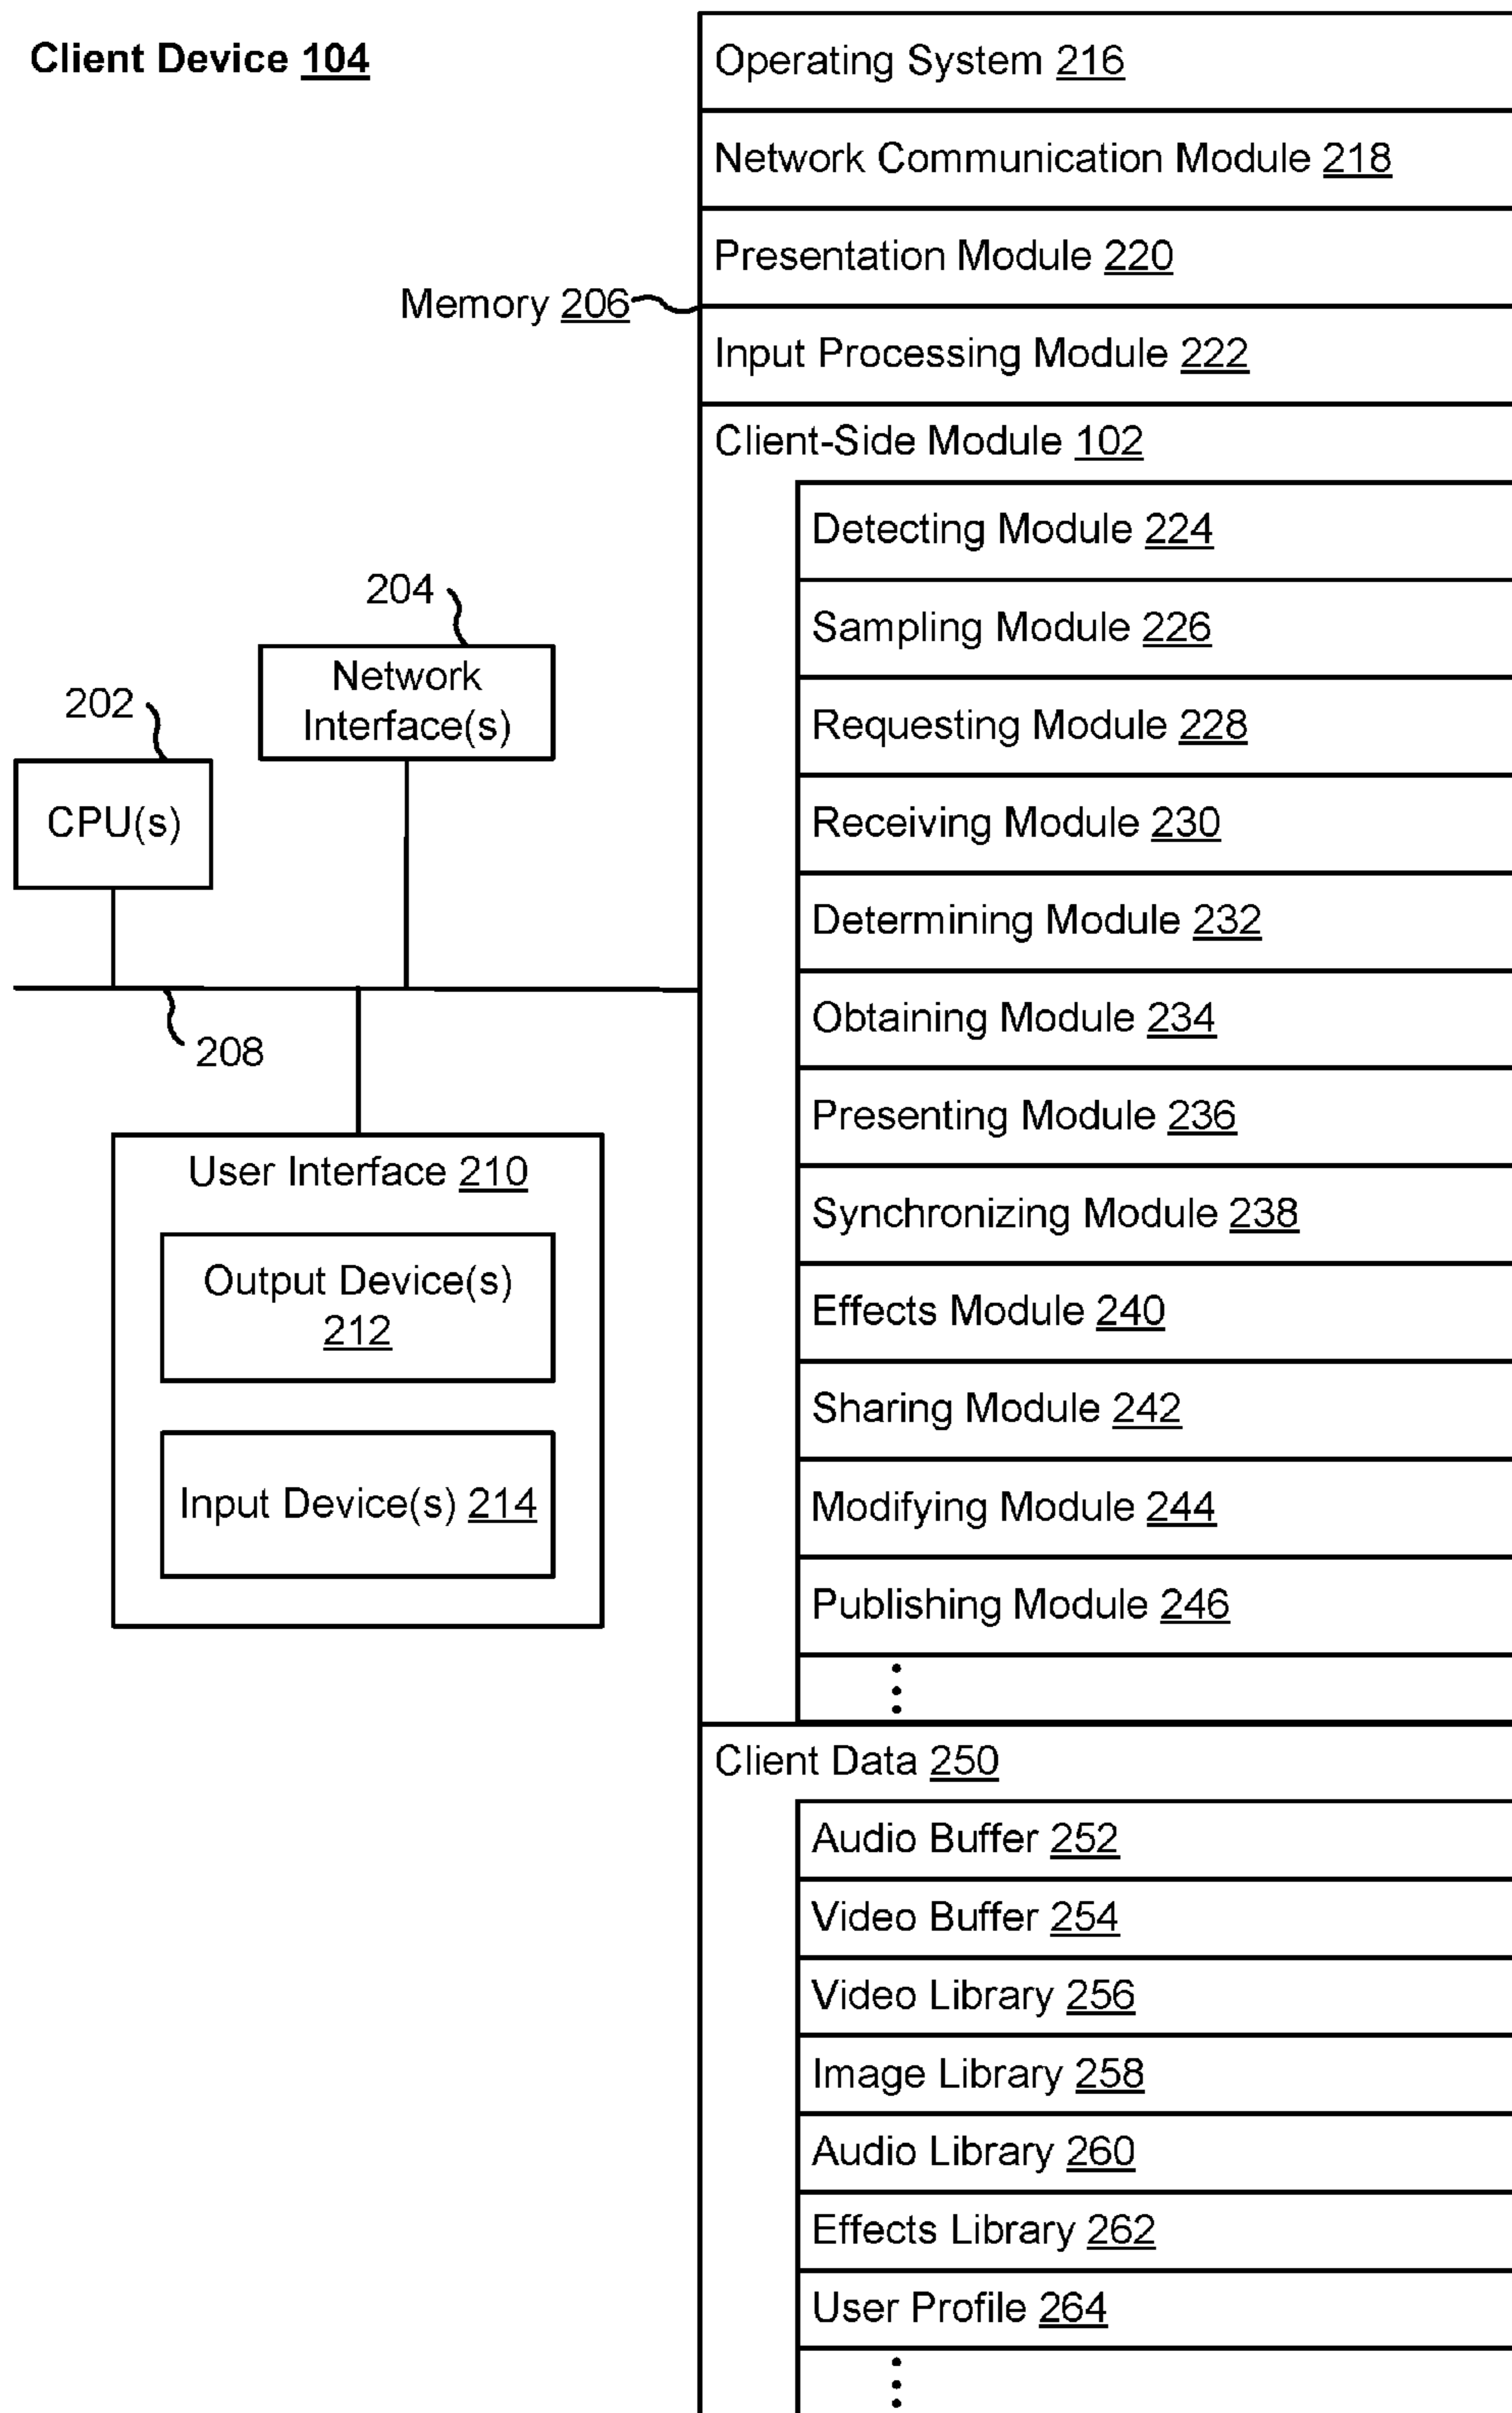 Client Device 104
Operating System 216
Network Communication Module 218
Presentation Module 220
Memory 206
Input Processing Module 222
Client-Side Module 102
Detecting Module 224
Sampling Module 226
Requesting Module 228
Receiving Module 230
Determining Module 232
Obtaining Module 234
Presenting Module 236
Synchronizing Module 238
Effects Module 240
Sharing Module 242
Modifying Module 244
Publishing Module 246
204
Network
Interface(s)
202
CPU(s)
208
User Interface 210
Output Device(s)
212
Input Device(s) 214
Client Data 250
Audio Buffer 252
Video Buffer 254
Video Library 256
Image Library 258
Audio Library 260
Effects Library 262
User Profile 264